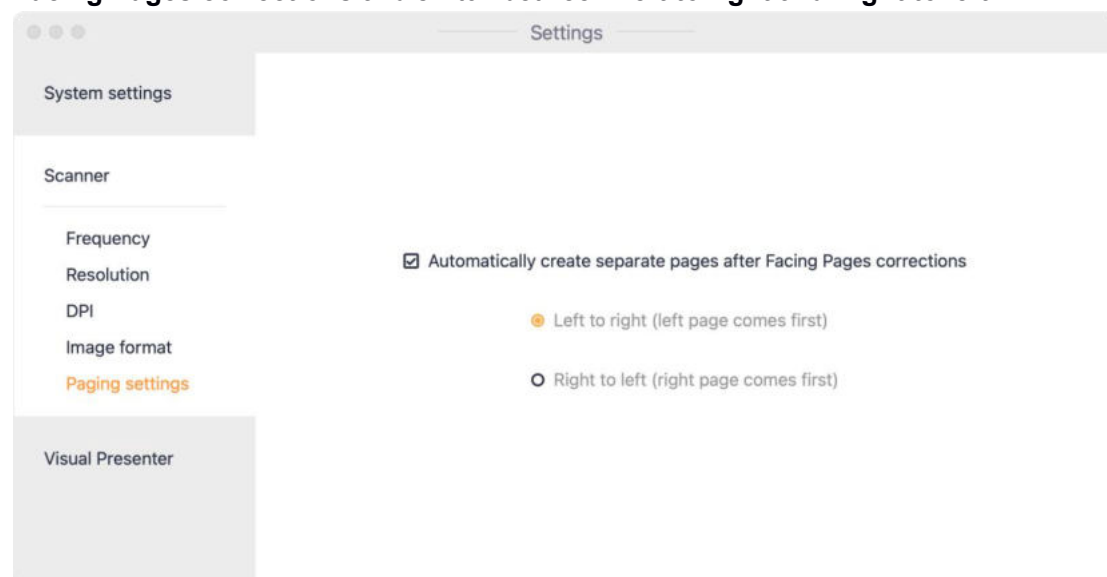 Settings
System settings
Scanner
Frequency
Resolution
DPI
Image format
Paging settings
Visual Presenter
Automatically create separate pages after Facing Pages corrections
Left to right (left page comes first)
Right to left (right page comes first)